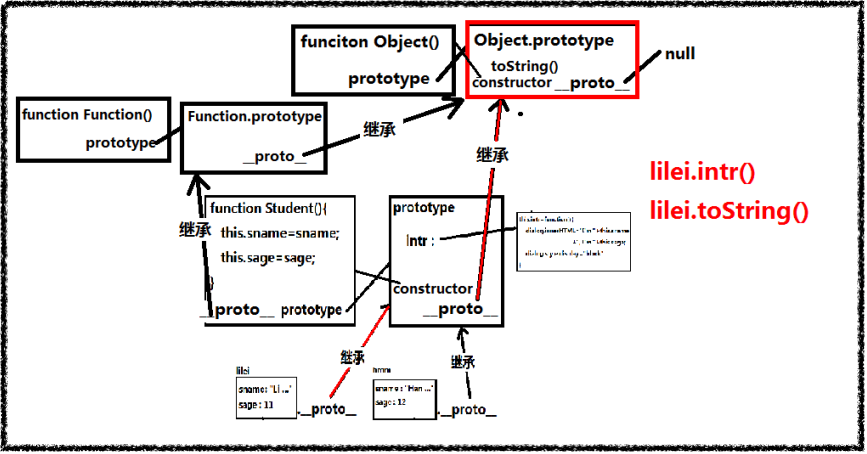 funciton Object()
prototype
Object.prototype
toString()
constructor __proto__
null
function Function()
prototype
Function.prototype
__proto__
继承
继承
lilei.intr()
lilei.toString()
function Student(){
this.sname=sname;
this.sage=sage;
}
__proto__ prototype
继承
prototype
Intr :
constructor
__proto__
继承
继承
lilei
sname: "Li ..."
sage : 11
.__proto__
hmm
sname : "Han ..."
sage : 12
.__proto__